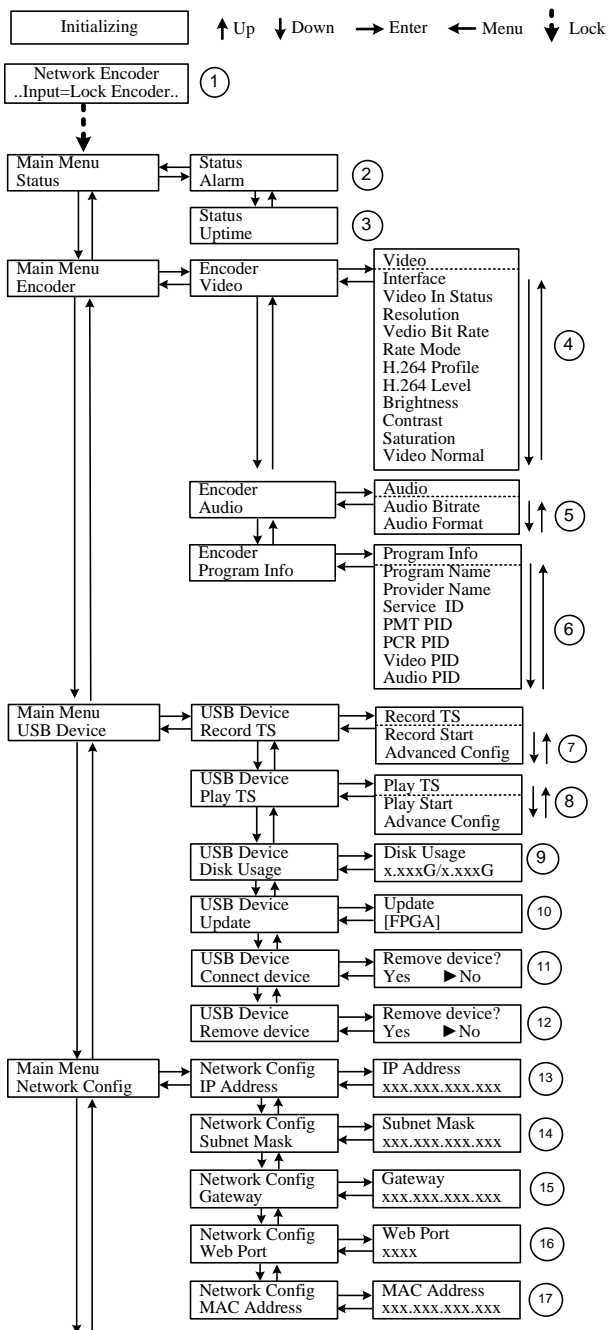 Initializing
Up Down Enter Menu Lock
Network Encoder
..Input=Lock Encoder..
1
Main Menu
Status
Status
Alarm
2
Status
Uptime
3
Main Menu
Encoder
Encoder
Video
Video
Interface
Video In Status
Resolution
Vedio Bit Rate
Rate Mode
H.264 Profile
H.264 Level
Brightness
Contrast
Saturation
Video Normal
4
Encoder
Audio
Audio
Audio Bitrate
Audio Format
5
Encoder
Program Info
Program Info
Program Name
Provider Name
Service ID
PMT PID
PCR PID
Video PID
Audio PID
6
Main Menu
USB Device
USB Device
Record TS
Record TS
Record Start
Advanced Config
7
USB Device
Play TS
Play TS
Play Start
Advance Config
8
USB Device
Disk Usage
Disk Usage
x.xxxG/x.xxxG
9
USB Device
Update
Update
[FPGA]
10
USB Device
Connect device
Remove device?
Yes ►No
11
USB Device
Remove device
Remove device?
Yes ►No
12
Main Menu
Network Config
Network Config
IP Address
IP Address
xxx.xxx.xxx.xxx
13
Network Config
Subnet Mask
Subnet Mask
xxx.xxx.xxx.xxx
14
Network Config
Gateway
Gateway
xxx.xxx.xxx.xxx
15
Network Config
Web Port
Web Port
xxxx
16
Network Config
MAC Address
MAC Address
xxx.xxx.xxx.xxx
17